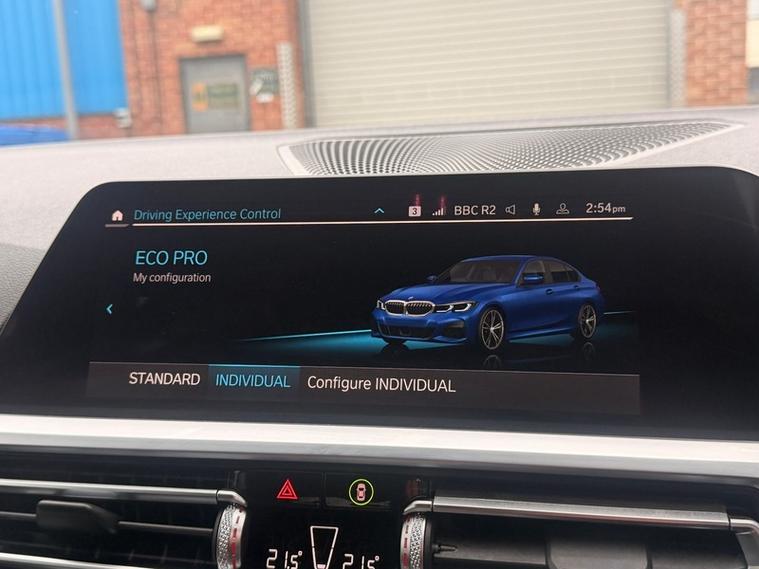 Driving Experience Control
3
BBC R2
2:54pm
ECO PRO
My configuration
STANDARD INDIVIDUAL Configure INDIVIDUAL
21.5° 21.5°